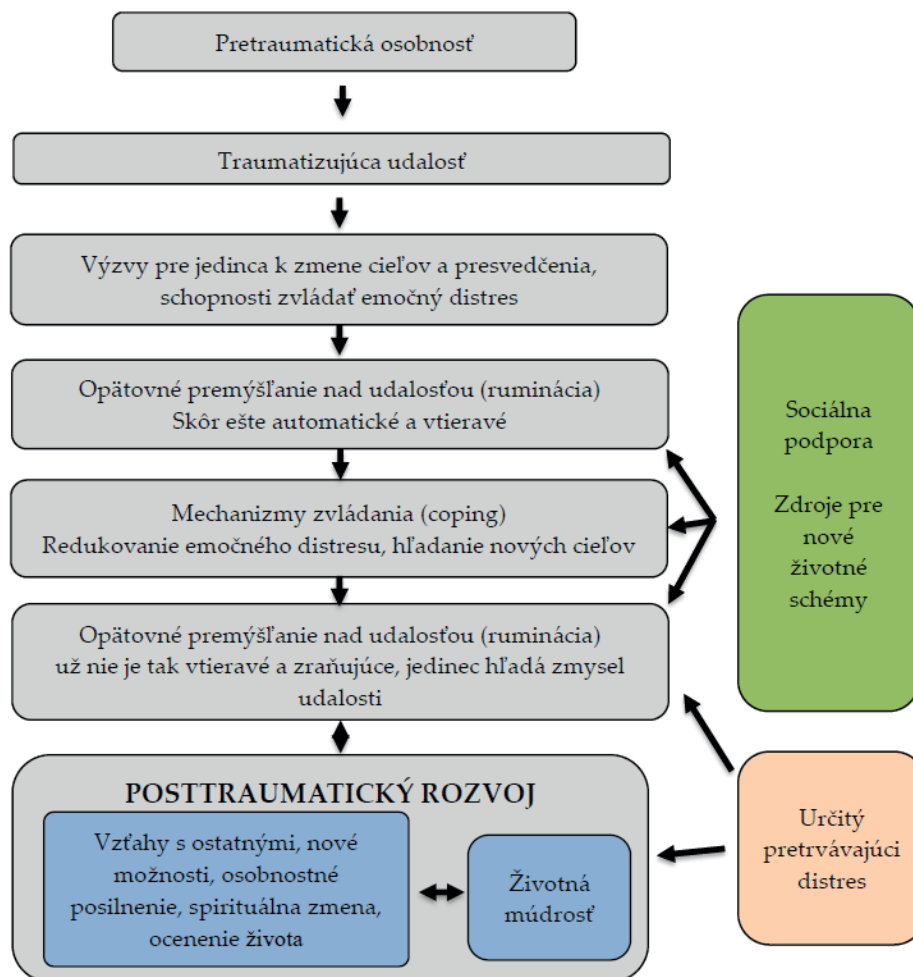 Pretraumatická osobnosť
Traumatizujúca udalosť
Výzvy pre jedinca k zmene cieľov a presvedčenia,
schopnosti zvládať emočný distres
Opätovné premýšľanie nad udalosťou (ruminácia)
Skôr ešte automatické a vtieravé
Mechanizmy zvládania (coping)
Redukovanie emočného distresu, hľadanie nových cieľov
Opätovné premýšľanie nad udalosťou (ruminácia)
už nie je tak vtieravé a zraňujúce, jedinec hľadá zmysel
udalosti
Sociálna
podpora
Zdroje pre
nové
životné
schémy
POSTTRAUMATICKÝ ROZVOJ
Vzťahy s ostatnými, nové
možnosti, osobnostné
posilnenie, spirituálna zmena,
ocenenie života
Životná
múdrosť
Určitý
pretrvávajúci
distres